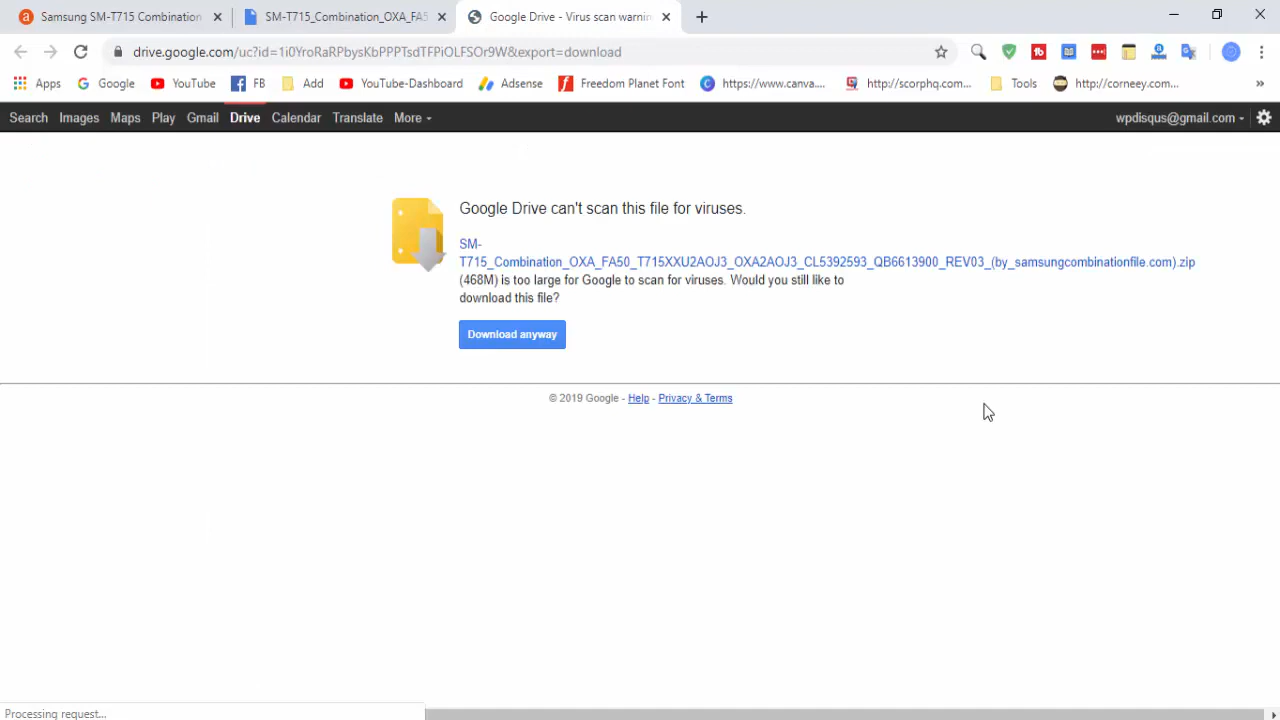 Samsung SM-T715 Combination
SM-T715_Combination_OXA_FA5
Google Drive - Virus scan warnin
drive.google.com/uc?id=1i0YroRaRPbysKbPPPTsdTFPiOLFSOr9W&export=download
Apps
Google
YouTube
FB
Add
YouTube-Dashboard
Adsense
Freedom Planet Font
https://www.canva....
http://scorphq.com...
Tools
http://corneey.com...
»
Search Images Maps Play Gmail Drive Calendar Translate More
wpdisqus@gmail.com
Google Drive can't scan this file for viruses.
SM-
T715_Combination_OXA_FA50_T715XXU2AOJ3_OXA2AOJ3_CL5392593_QB6613900_REV03_(by_samsungcombinationfile.com).zip
(468M) is too large for Google to scan for viruses. Would you still like to
download this file?
Download anyway
© 2019 Google - Help - Privacy & Terms
Processing request...